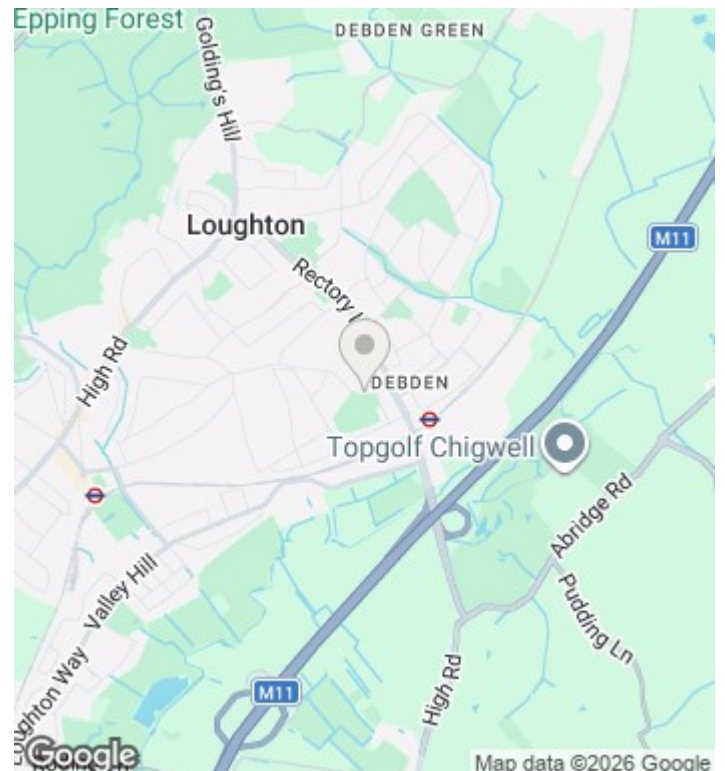 Epping Forest
DEBDEN GREEN
Golding's Hill
M11
Loughton
Rectory L
High Rd
DEBDEN
Topgolf Chigwell
Abridge Rd
Pudding Ln
Valley Hill
Loughton Way
High Rd
M11
Google
Map data ©2026 Google